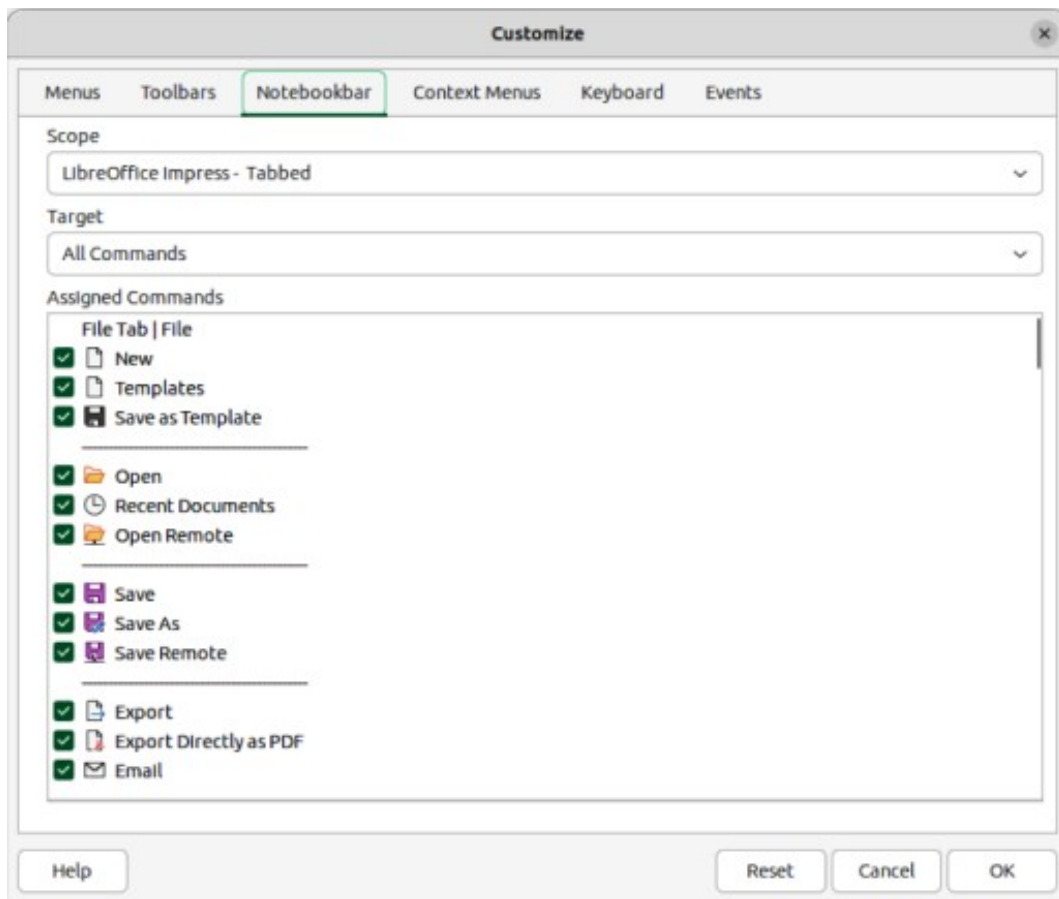 Customize
Menus Toolbars Notebookbar Context Menus Keyboard Events
Scope
LibreOffice Impress - Tabbed
Target
All Commands
Assigned Commands
File Tab | File
New
Templates
Save as Template
Open
Recent Documents
Open Remote
Save
Save As
Save Remote
Export
Export Directly as PDF
Email
Help Reset Cancel OK